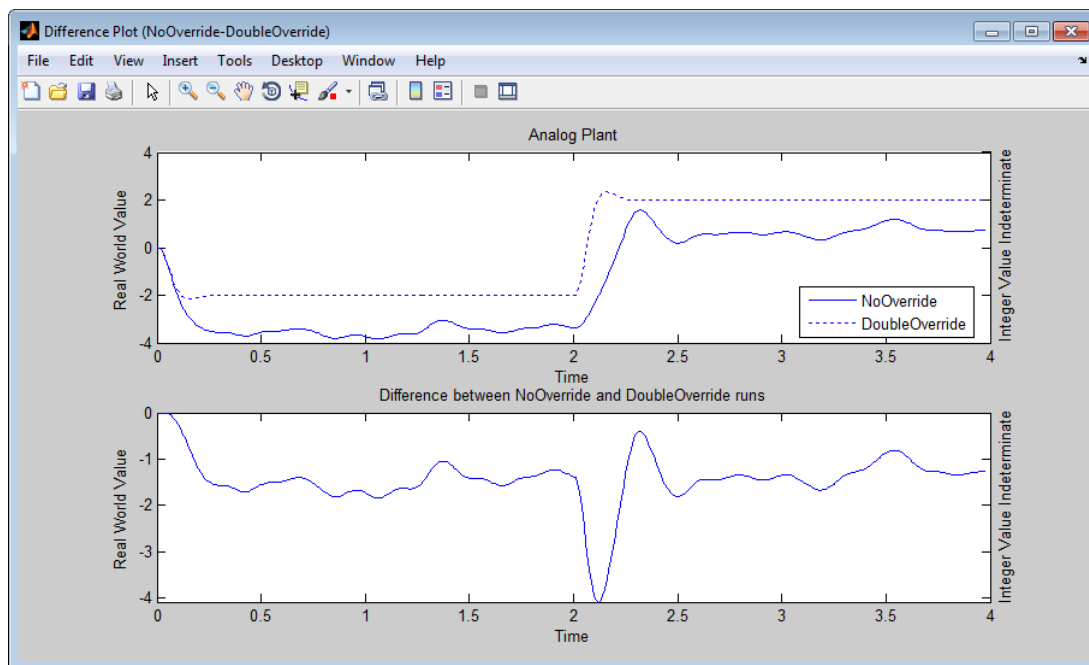 Difference Plot (NoOverride-DoubleOverride)
File Edit View Insert Tools Desktop Window Help
Analog Plant
4
2
0
-2
-4
Real World Value
Integer Value Indeterminate
NoOverride
DoubleOverride
0 0.5 1 1.5 2 2.5 3 3.5 4
Time
Difference between NoOverride and DoubleOverride runs
0
-1
-2
-3
-4
Real World Value
Integer Value Indeterminate
0 0.5 1 1.5 2 2.5 3 3.5 4
Time